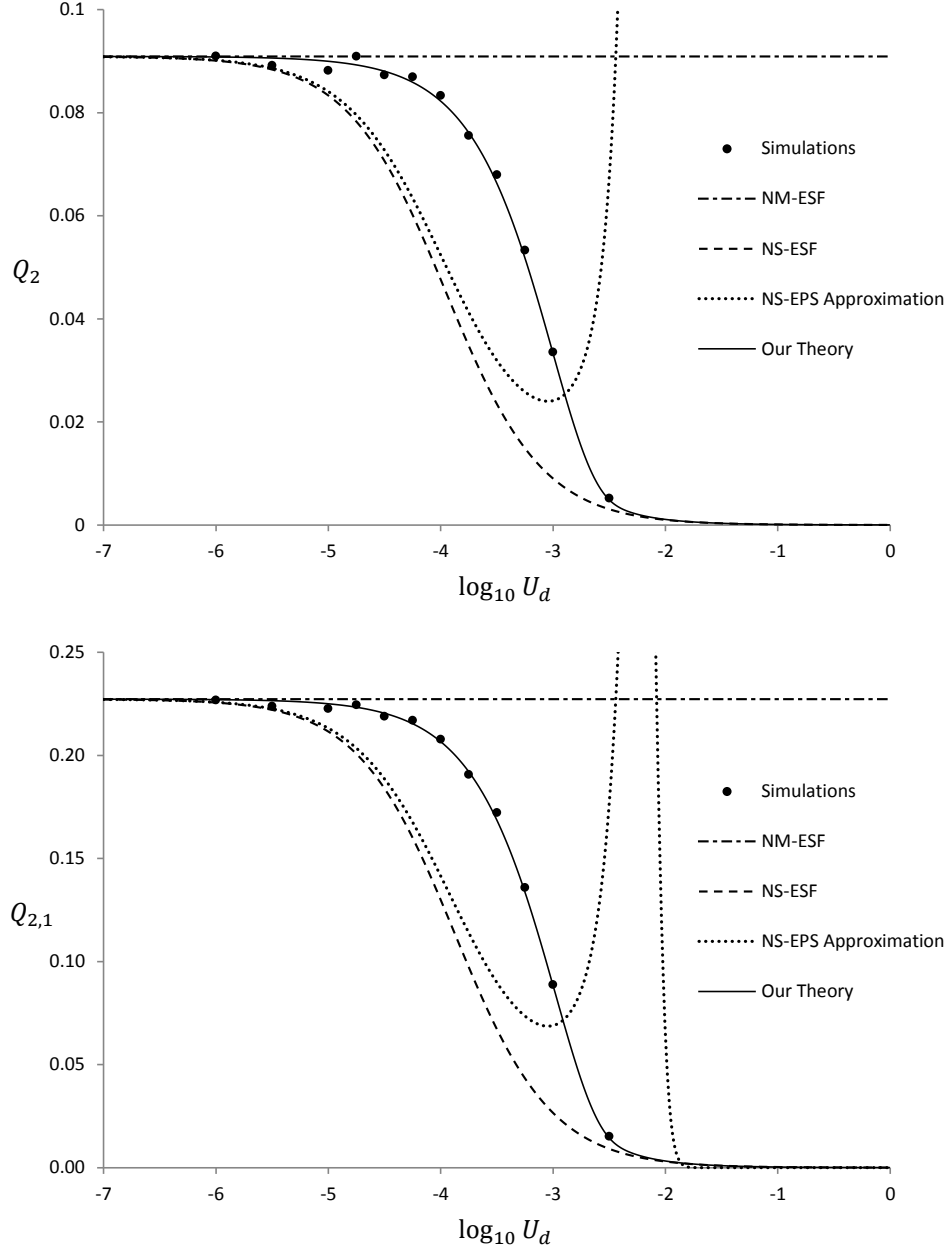 0.1
0.08
0.06
0.04
0.02
0
Q₂
-7 -6 -5 -4 -3 -2 -1 0
log₁₀ U_d
Simulations
NM-ESF
NS-ESF
NS-EPS Approximation
Our Theory
0.25
0.20
0.15
0.10
0.05
0.00
Q₂,₁
-7 -6 -5 -4 -3 -2 -1 0
log₁₀ U_d
Simulations
NM-ESF
NS-ESF
NS-EPS Approximation
Our Theory